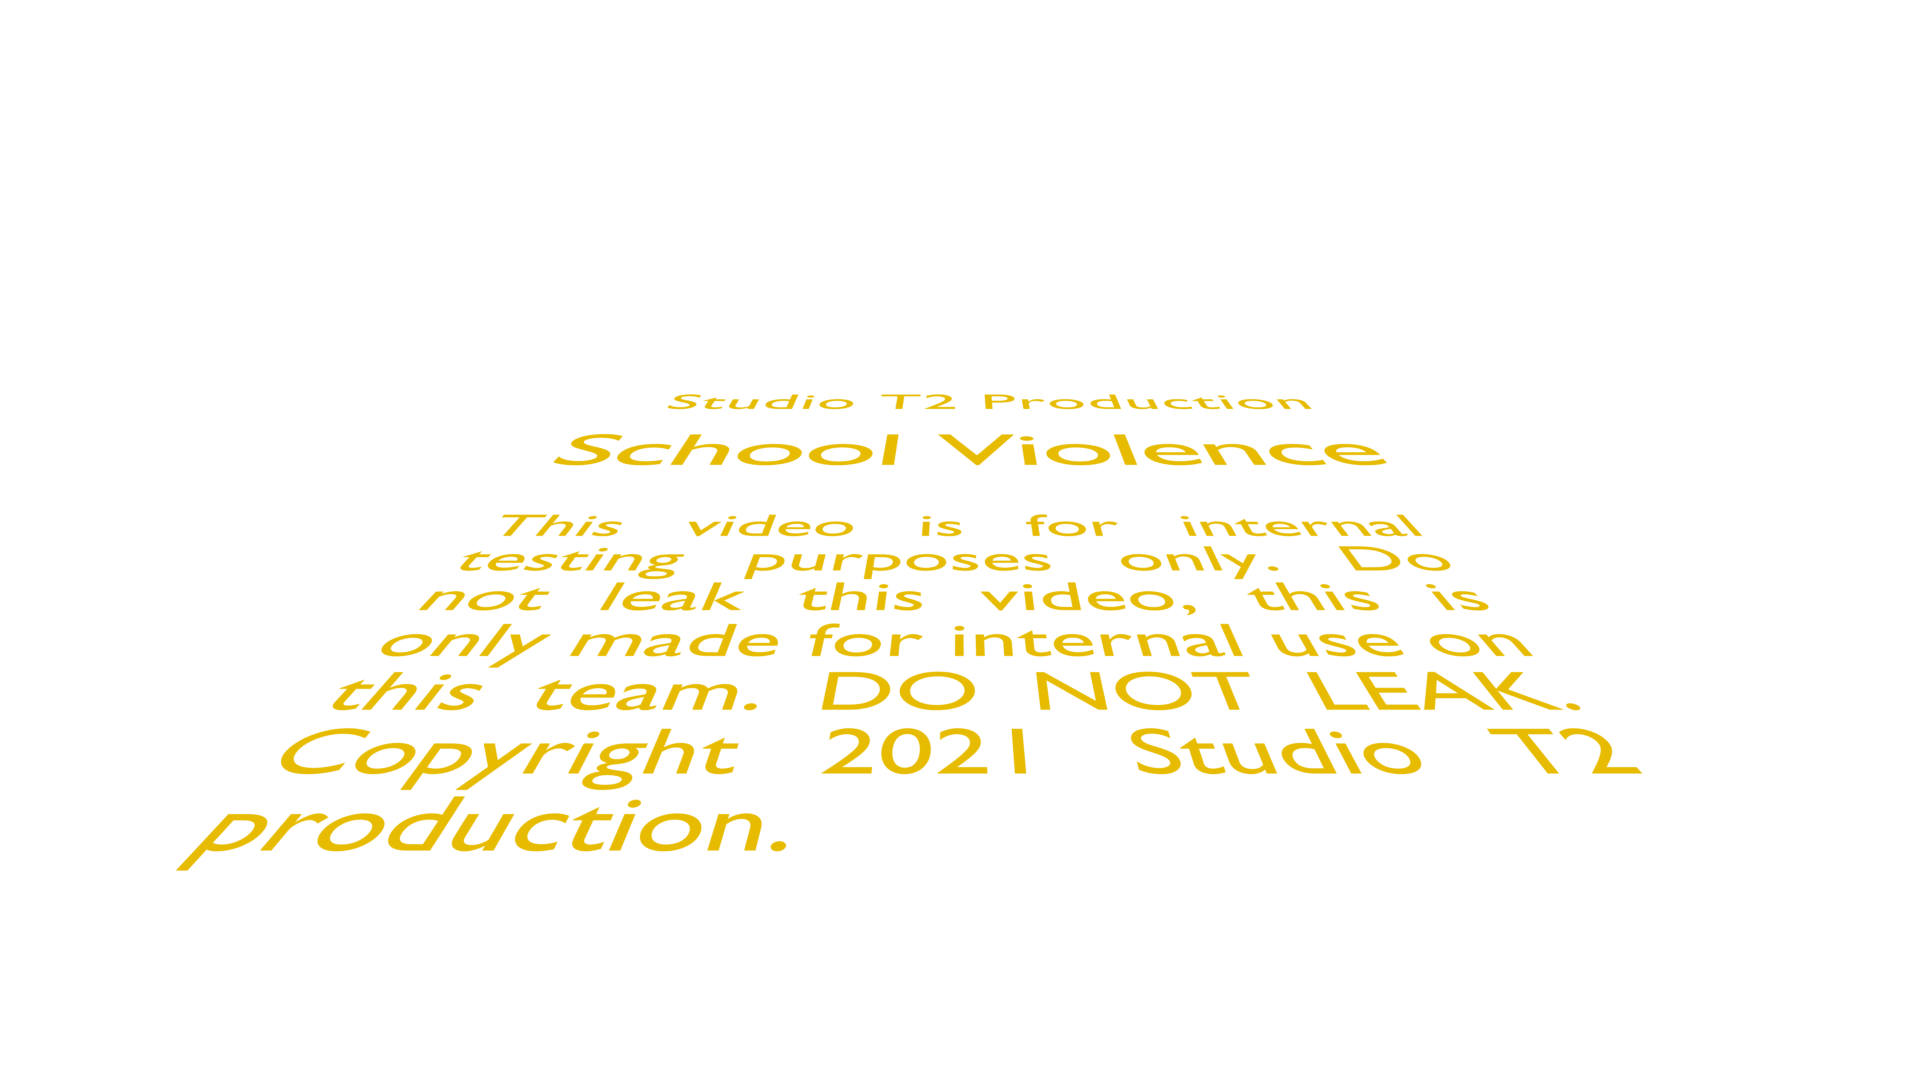 Studio T2 Production
School Violence
This video is for internal
testing purposes only. Do
not leak this video, this is
only made for internal use on
this team. DO NOT LEAK.
Copyright 2021 Studio T2
production.